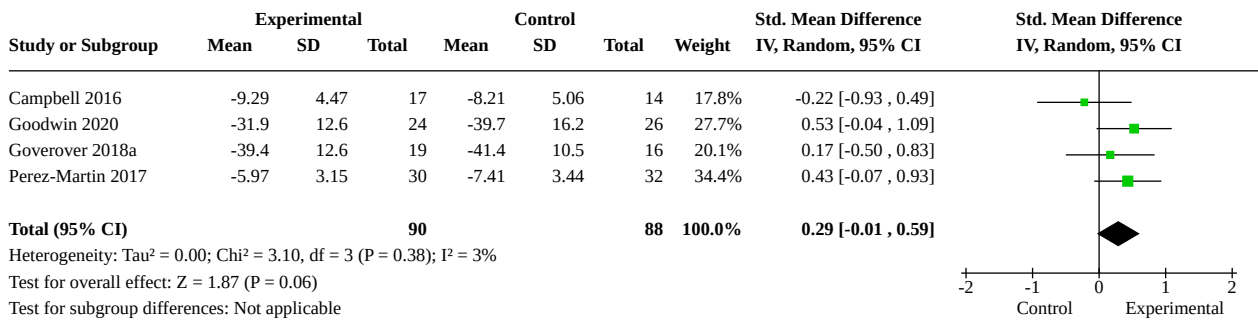 Experimental Control Std. Mean Difference Std. Mean Difference
Study or Subgroup Mean SD Total Mean SD Total Weight IV, Random, 95% CI IV, Random, 95% CI
Campbell 2016 -9.29 4.47 17 -8.21 5.06 14 17.8% -0.22 [-0.93 , 0.49]
Goodwin 2020 -31.9 12.6 24 -39.7 16.2 26 27.7% 0.53 [-0.04 , 1.09]
Goverover 2018a -39.4 12.6 19 -41.4 10.5 16 20.1% 0.17 [-0.50 , 0.83]
Perez-Martin 2017 -5.97 3.15 30 -7.41 3.44 32 34.4% 0.43 [-0.07 , 0.93]
Total (95% CI) 90 88 100.0% 0.29 [-0.01 , 0.59]
Heterogeneity: Tau² = 0.00; Chi² = 3.10, df = 3 (P = 0.38); I² = 3%
Test for overall effect: Z = 1.87 (P = 0.06) -2 -1 0 1 2
Test for subgroup differences: Not applicable Control Experimental